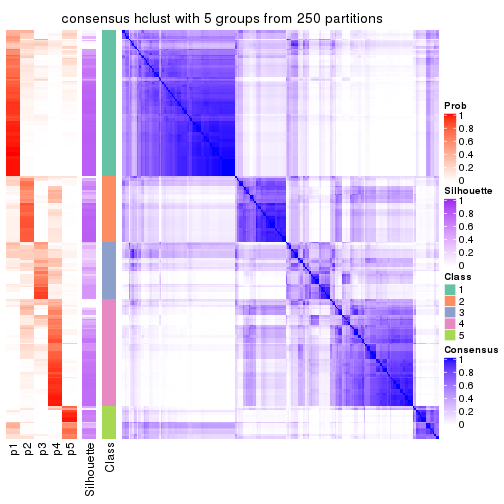 consensus hclust with 5 groups from 250 partitions
Prob
1
0.8
0.6
0.4
0.2
0
Silhouette
1
0.8
0.6
0.4
0.2
0
Class
1
2
3
4
5
Consensus
1
0.8
0.6
0.4
0.2
0
p1
p2
p3
p4
p5
Silhouette
Class